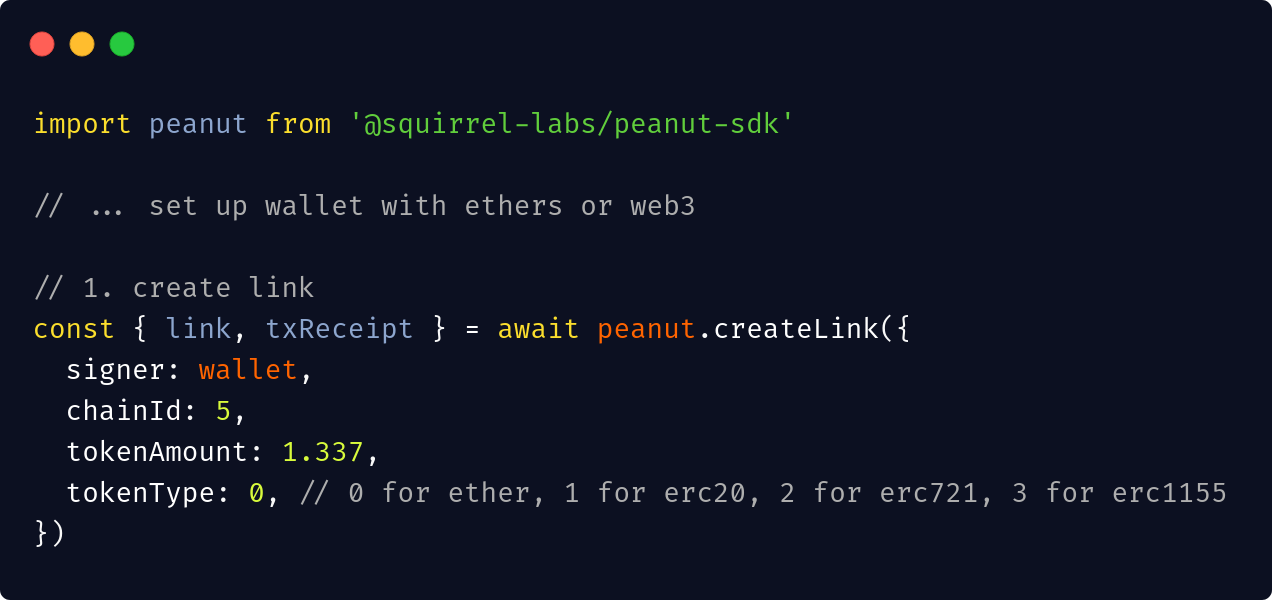 import peanut from '@squirrel-labs/peanut-sdk'
// ... set up wallet with ethers or web3
// 1. create link
const { link, txReceipt } = await peanut.createLink({
  signer: wallet,
  chainId: 5,
  tokenAmount: 1.337,
  tokenType: 0, // 0 for ether, 1 for erc20, 2 for erc721, 3 for erc1155
})